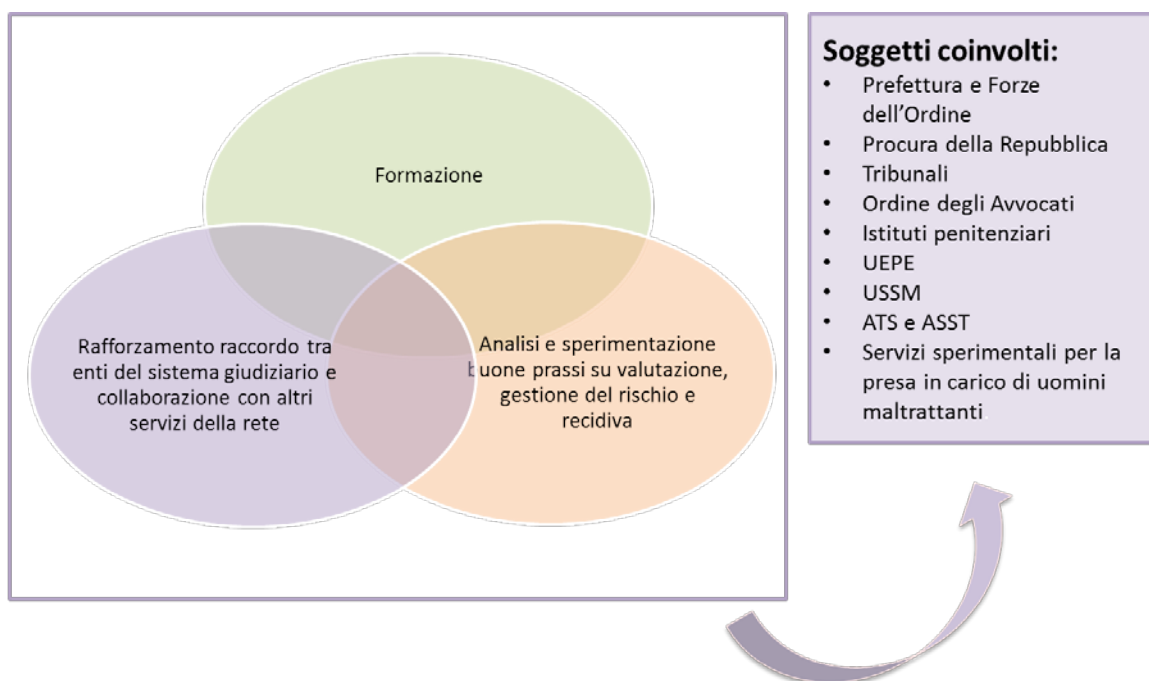 Formazione
Rafforzamento raccordo tra
enti del sistema giudiziario e
collaborazione con altri
servizi della rete
Analisi e sperimentazione
buone prassi su valutazione,
gestione del rischio e
recidiva
Soggetti coinvolti:
• Prefettura e Forze
dell'Ordine
• Procura della Repubblica
• Tribunali
• Ordine degli Avvocati
• Istituti penitenziari
• UEPE
• USSM
• ATS e ASST
• Servizi sperimentali per la
presa in carico di uomini
maltrattanti